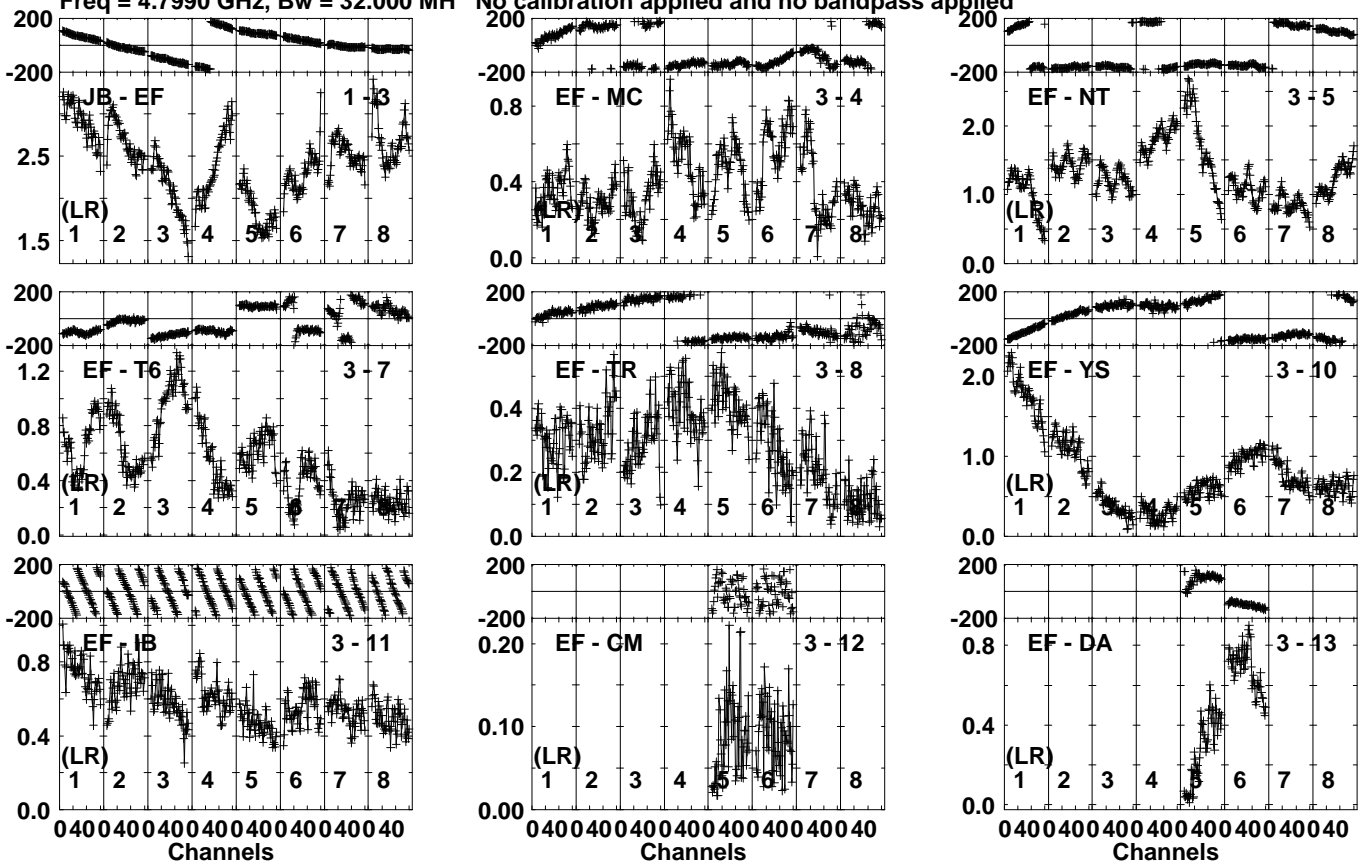 Freq = 4.7990 GHz, Bw = 32.000 MH No calibration applied and no bandpass applied
200 200 200
-200 -200 -200
JB - EF 1 - 3 EF - MC 3 - 4 EF - NT 3 - 5
0.8 2.0
2.5
0.4 1.0
(LR) (LR) (LR)
1.5
1 2 3 4 5 6 7 8 1 2 3 4 5 6 7 8 1 2 3 4 5 6 7 8
0.0 0.0
200 200 200
-200 -200 -200
EF - T6 3 - 7 EF - TR 3 - 8 EF - YS 3 - 10
1.2 2.0
0.4
0.8
1.0
0.2
0.4
(LR) (LR) (LR)
1 2 3 4 5 6 7 8 1 2 3 4 5 6 7 8 1 2 3 4 5 6 7 8
0.0 0.0
200 200 200
-200 -200 -200
EF - IB 3 - 11 EF - CM 3 - 12 EF - DA 3 - 13
0.8 0.20 0.8
0.4 0.10 0.4
(LR) (LR) (LR)
1 2 3 4 5 6 7 8 1 2 3 4 5 6 7 8 1 2 3 4 5 6 7 8
0.0 0.00 0.0
0 40 0 40 0 40 0 40 0 40 0 40 0 40 0 40 0 40 0 40 0 40 0 40 0 40 0 40 0 40 0 40 0 40 0 40 0 40 0 40 0 40 0 40 0 40 0 40
Channels Channels Channels